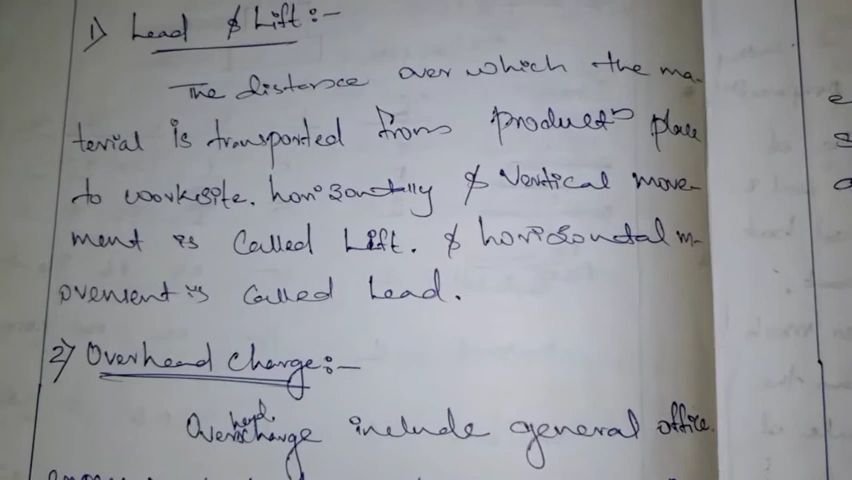 1) Lead & Lift:-
The distance over which the ma-
terial is transported from product place
to worksite. horizontally & vertical move-
ment is called Lift. & horizontal m-
ovement is called Lead.
2) Overhead charge:-
Overhead charge include general office.